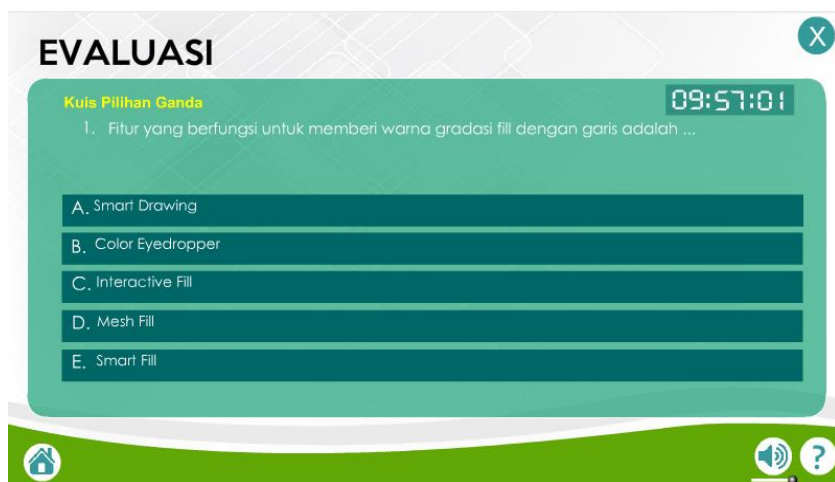 X
EVALUASI
Kuis Pilihan Ganda
09:57:01
1. Fitur yang berfungsi untuk memberi warna gradasi fill dengan garis adalah ...
A. Smart Drawing
B. Color Eyedropper
C. Interactive Fill
D. Mesh Fill
E. Smart Fill
?